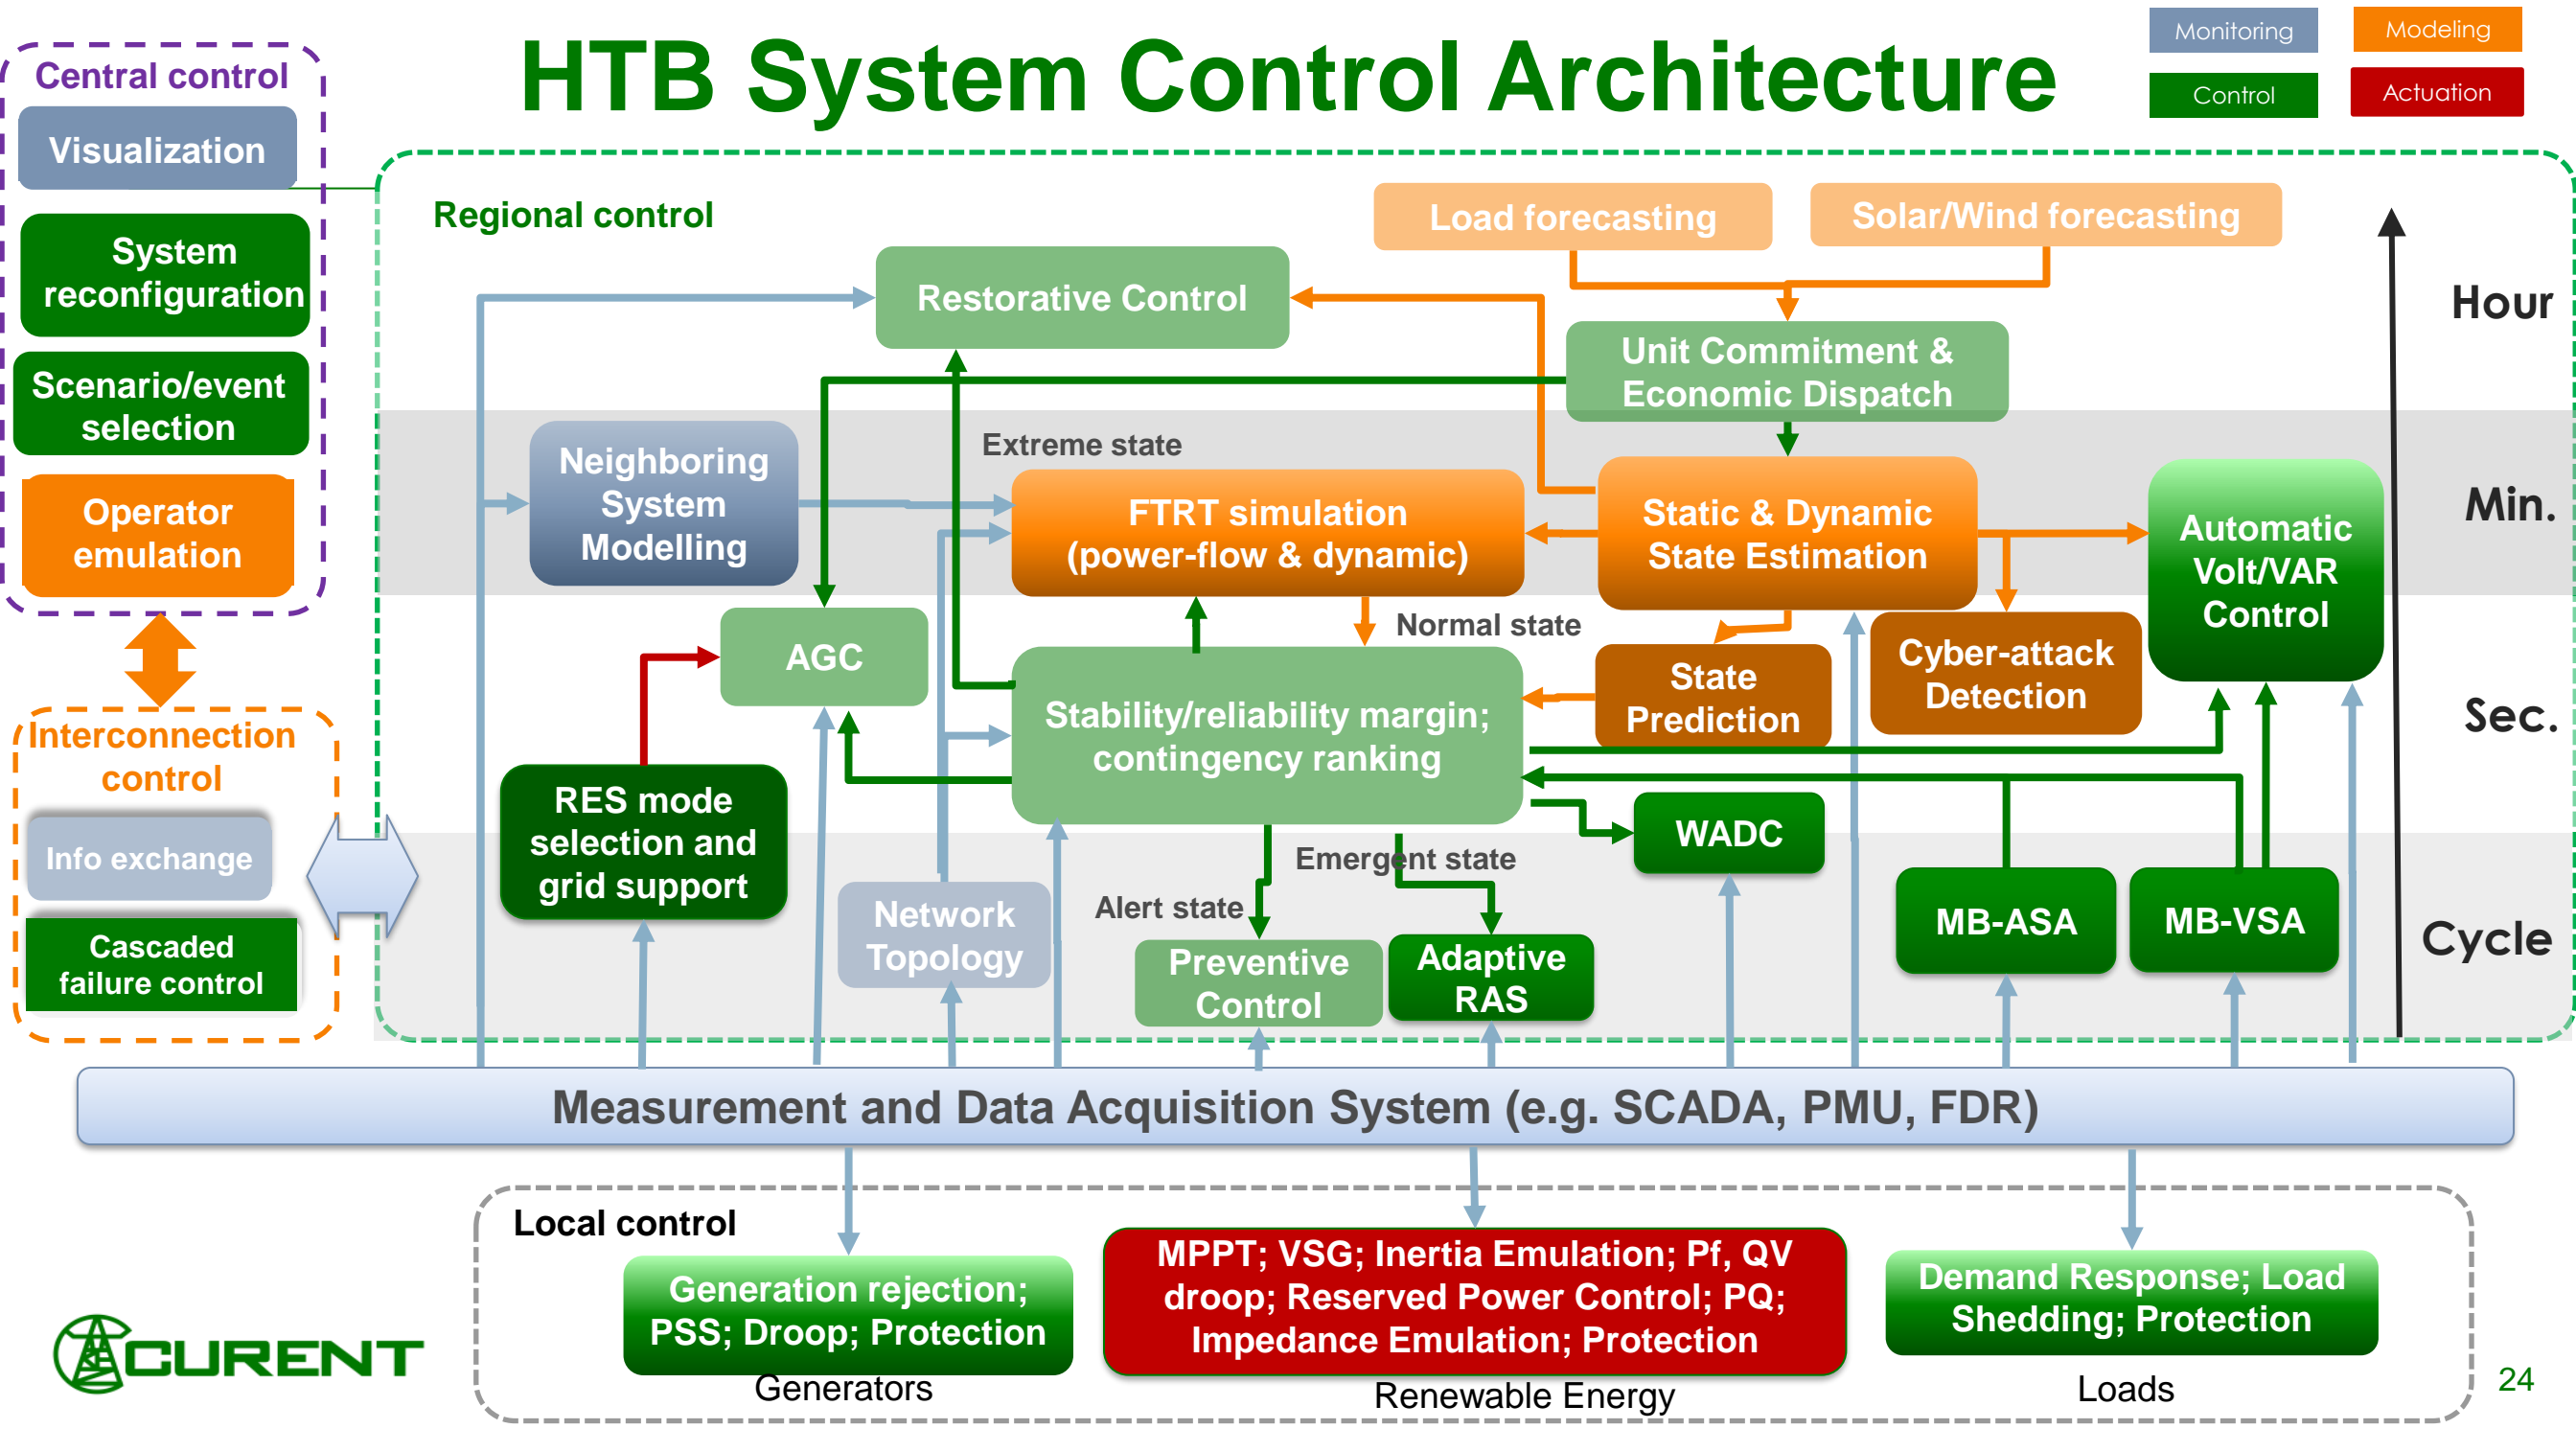 HTB System Control Architecture
Monitoring
Modeling
Control
Actuation
Central control
Visualization
System
reconfiguration
Scenario/event
selection
Operator
emulation
Interconnection
control
Info exchange
Cascaded
failure control
Regional control
Load forecasting
Solar/Wind forecasting
Restorative Control
Unit Commitment &
Economic Dispatch
Hour
Extreme state
Neighboring
System
Modelling
FTRT simulation
(power-flow & dynamic)
Static & Dynamic
State Estimation
Automatic
Volt/VAR
Control
Min.
Normal state
AGC
Stability/reliability margin;
contingency ranking
State
Prediction
Cyber-attack
Detection
Sec.
RES mode
selection and
grid support
WADC
Emergent state
Alert state
Network
Topology
Preventive
Control
Adaptive
RAS
MB-ASA
MB-VSA
Cycle
Measurement and Data Acquisition System (e.g. SCADA, PMU, FDR)
Local control
Generation rejection;
PSS; Droop; Protection
Generators
MPPT; VSG; Inertia Emulation; Pf, QV
droop; Reserved Power Control; PQ;
Impedance Emulation; Protection
Renewable Energy
Demand Response; Load
Shedding; Protection
Loads
CURENT
24